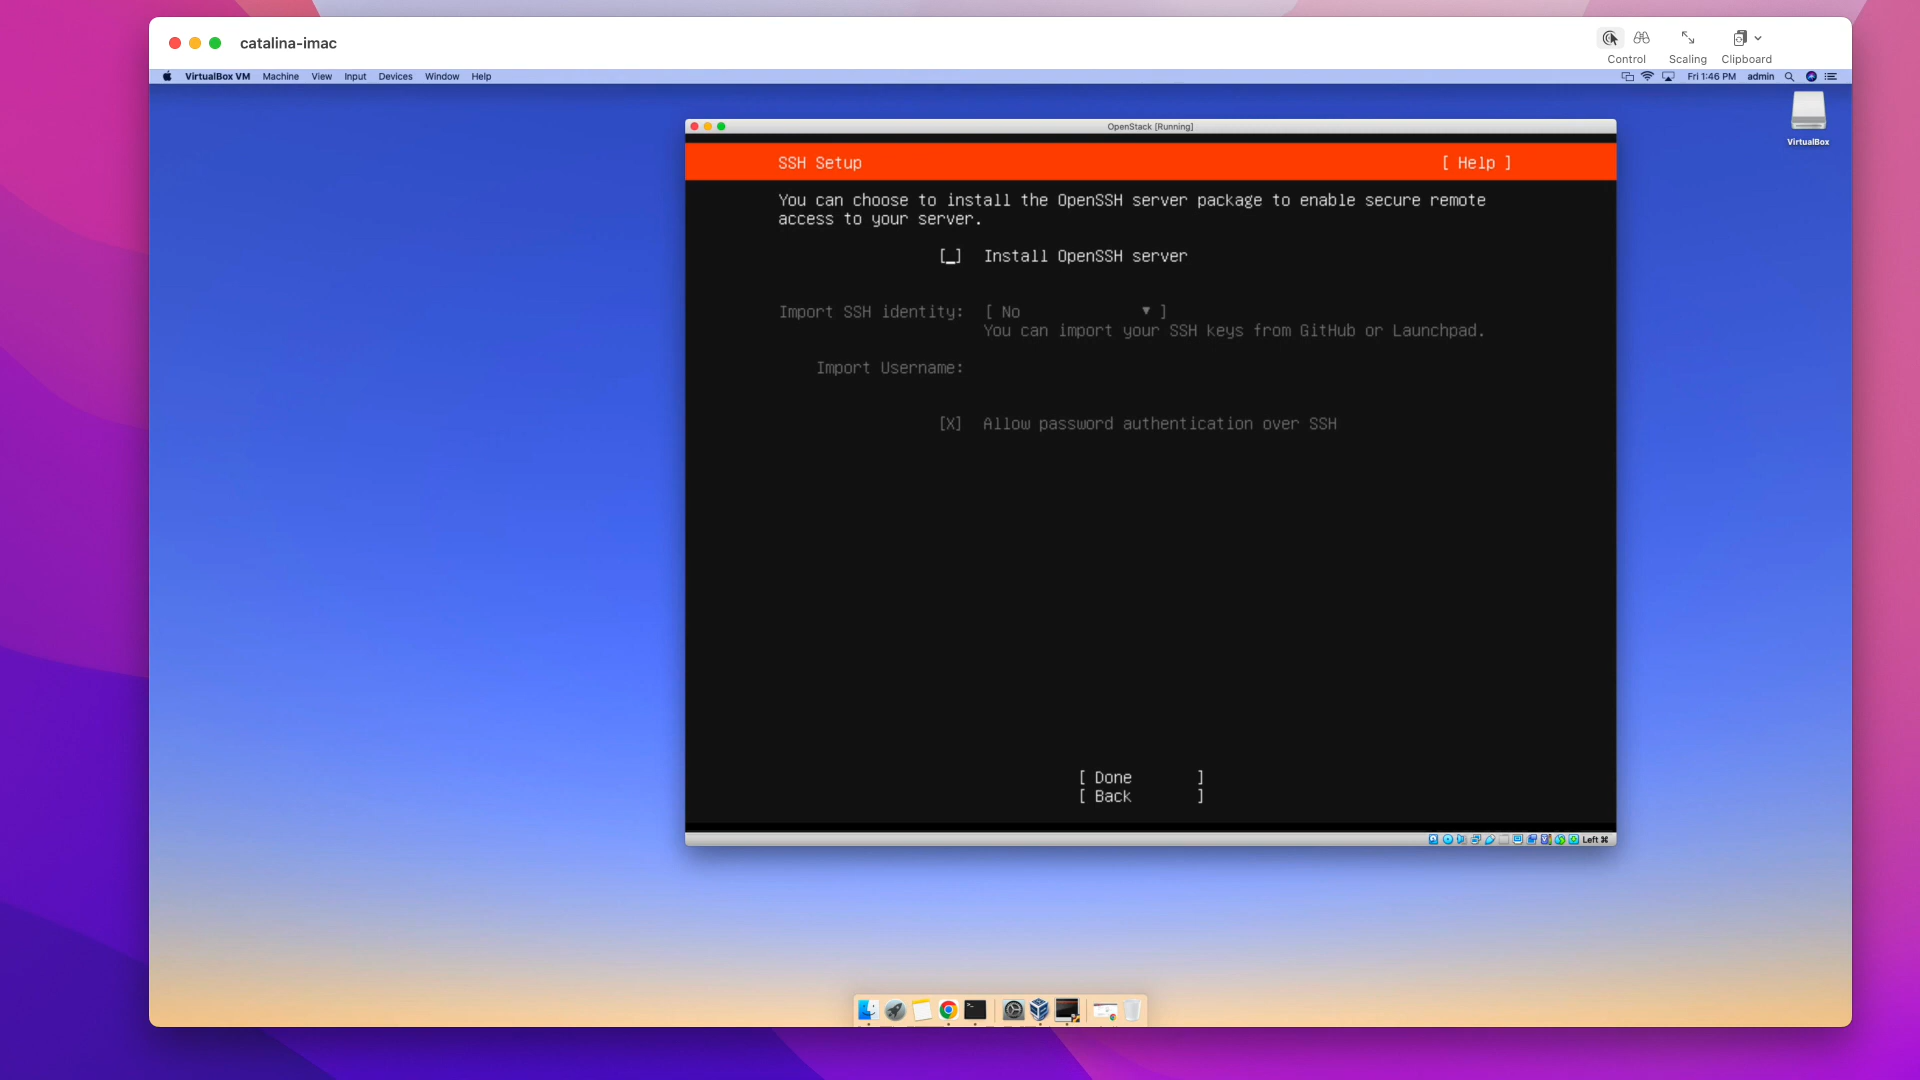 catalina-imac
Control
Scaling
Clipboard
VirtualBox VM Machine View Input Devices Window Help
Fri 1:46 PM admin
VirtualBox
OpenStack [Running]
SSH Setup
[ Help ]
You can choose to install the OpenSSH server package to enable secure remote
access to your server.
[_] Install OpenSSH server
Import SSH identity: [ No ▼ ]
You can import your SSH keys from GitHub or Launchpad.
Import Username:
[X] Allow password authentication over SSH
[ Done ]
[ Back ]
Left ⌘